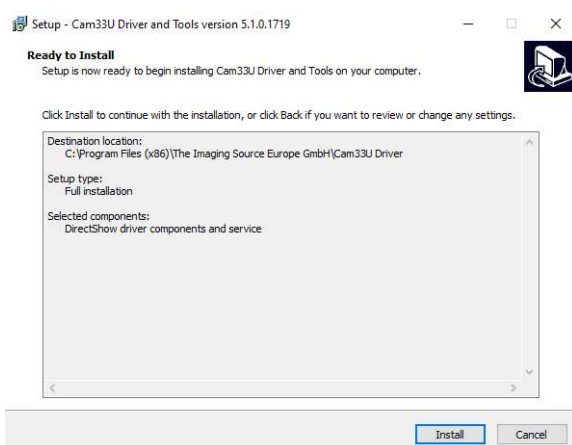 Setup - Cam33U Driver and Tools version 5.1.0.1719
Ready to Install
Setup is now ready to begin installing Cam33U Driver and Tools on your computer.
Click Install to continue with the installation, or click Back if you want to review or change any settings.
Destination location:
C:\Program Files (x86)\The Imaging Source Europe GmbH\Cam33U Driver
Setup type:
Full installation
Selected components:
DirectShow driver components and service
Install
Cancel